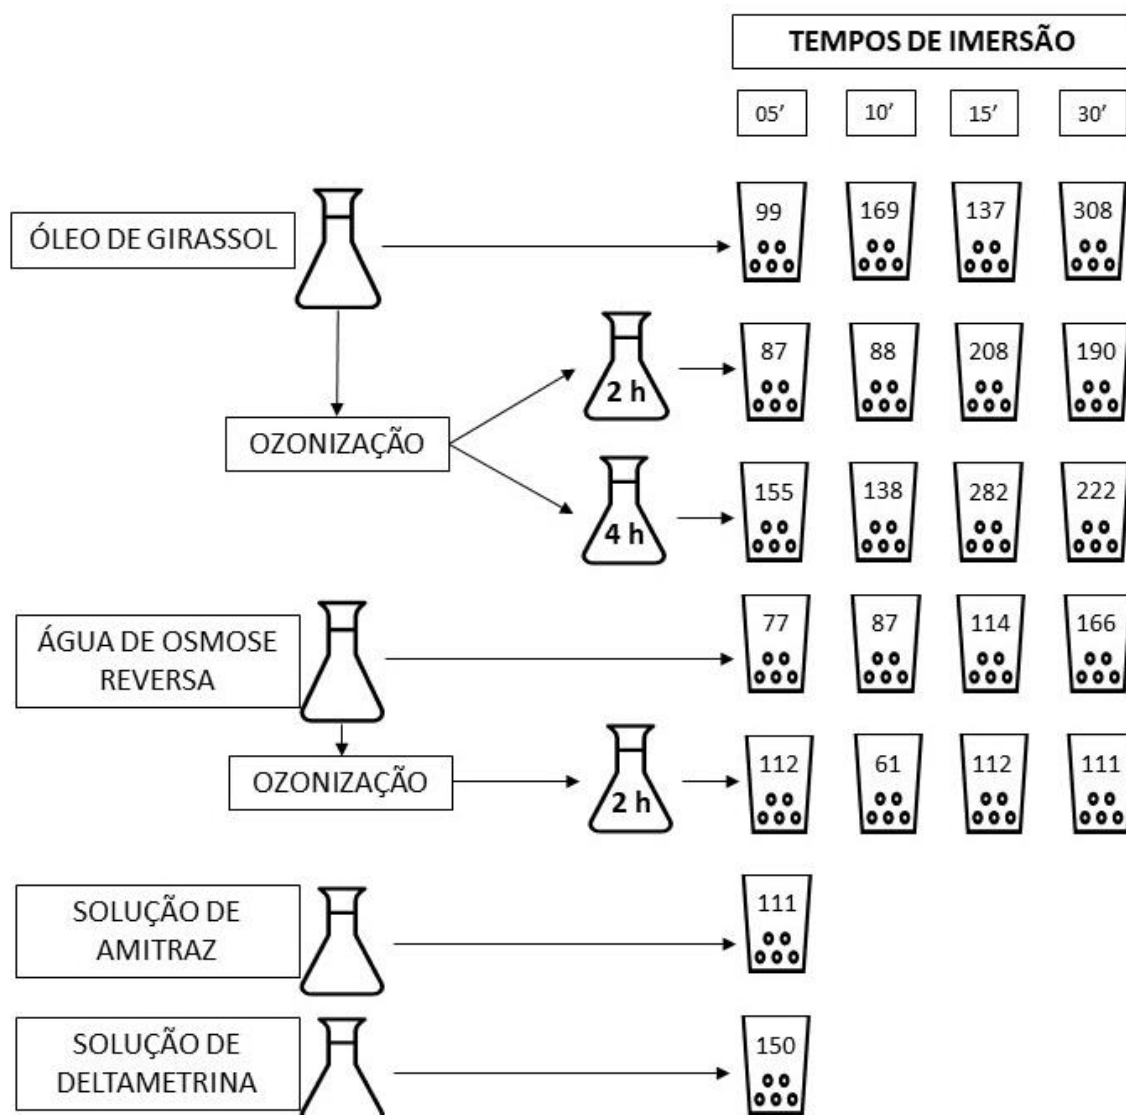 TEMPOS DE IMERSÃO
05’ 10’ 15’ 30’
ÓLEO DE GIRASSOL
99 169 137 308
2 h
87 88 208 190
OZONIZAÇÃO
4 h
155 138 282 222
ÁGUA DE OSMOSE
REVERSA
77 87 114 166
OZONIZAÇÃO
2 h
112 61 112 111
SOLUÇÃO DE
AMITRAZ
111
SOLUÇÃO DE
DELTAMETRINA
150